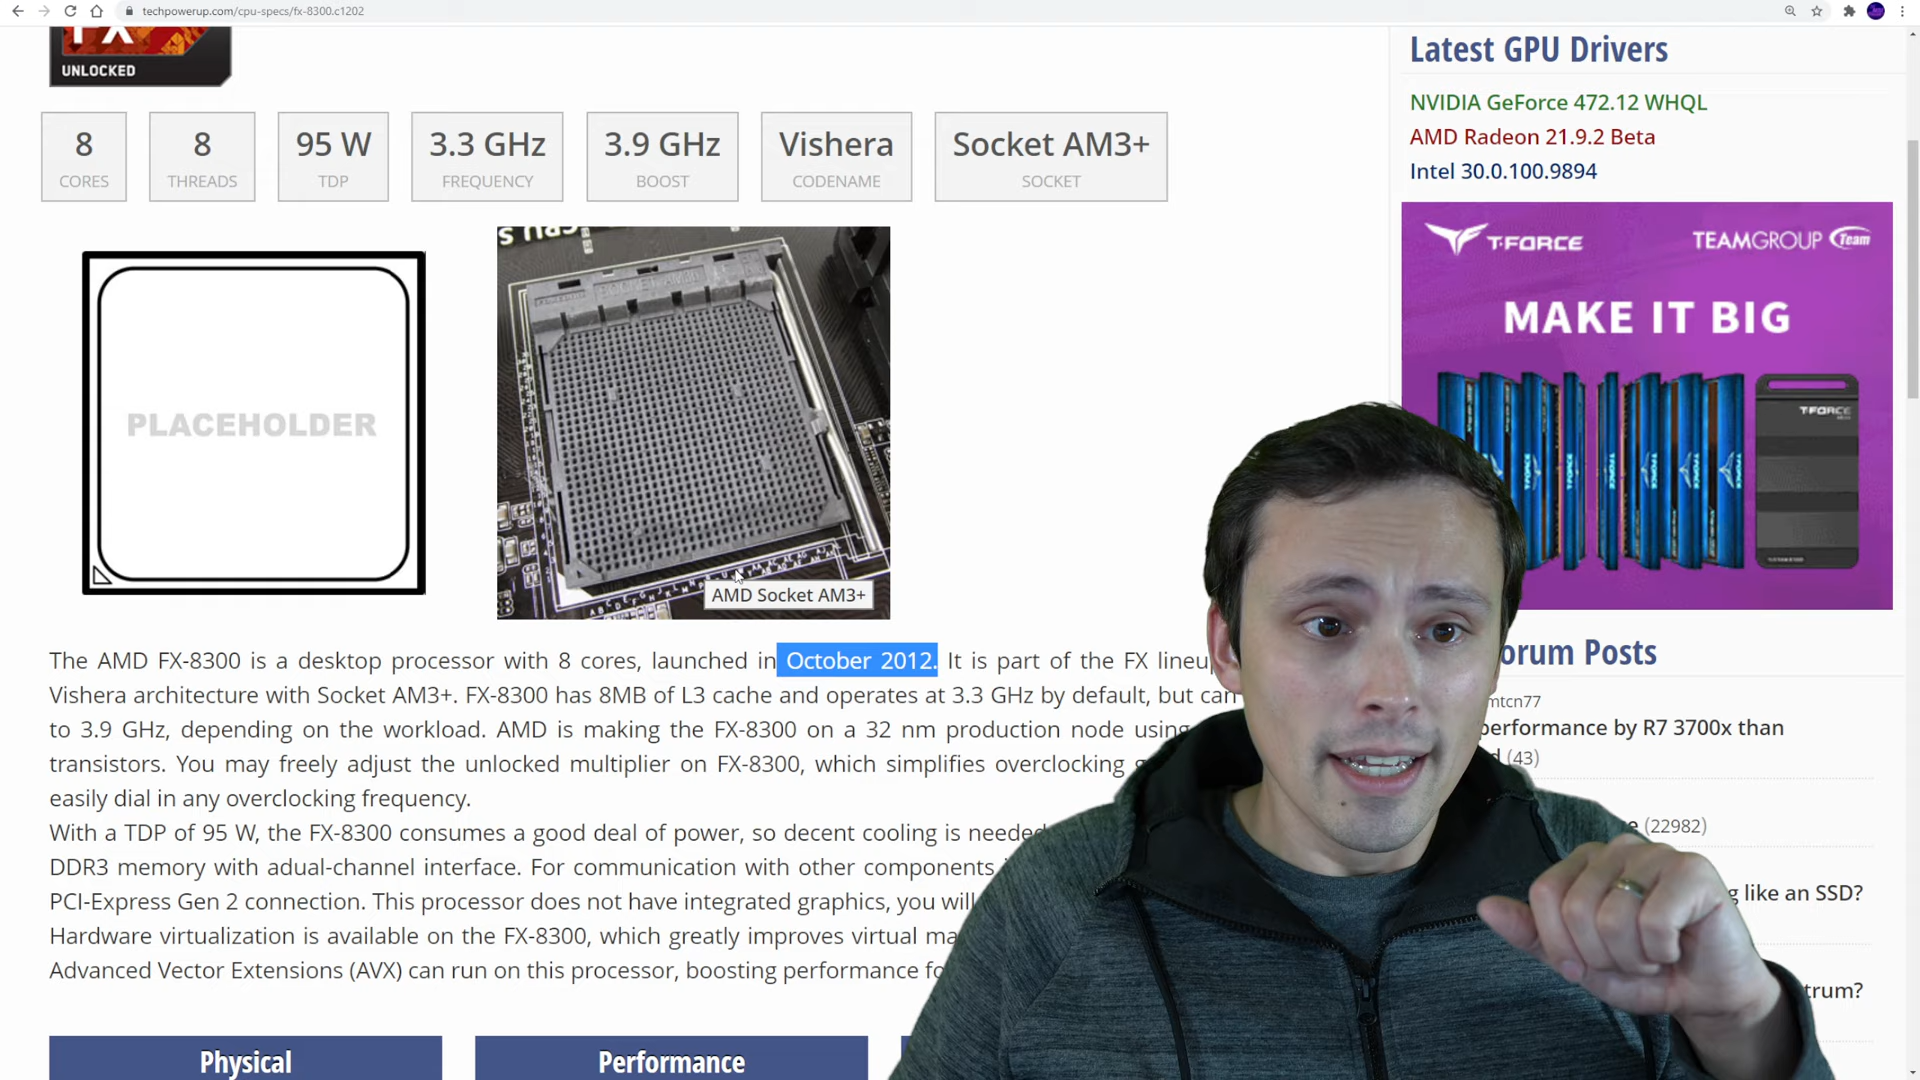 techpowerup.com/cpu-specs/fx-8300.c1202
FX
UNLOCKED
8
CORES
8
THREADS
95 W
TDP
3.3 GHz
FREQUENCY
3.9 GHz
BOOST
Vishera
CODENAME
Socket AM3+
SOCKET
PLACEHOLDER
AMD Socket AM3+
The AMD FX-8300 is a desktop processor with 8 cores, launched in October 2012. It is part of the FX
Vishera architecture with Socket AM3+. FX-8300 has 8MB of L3 cache and operates at 3.3 GHz by default, but can
to 3.9 GHz, depending on the workload. AMD is making the FX-8300 on a 32 nm production node using
transistors. You may freely adjust the unlocked multiplier on FX-8300, which simplifies overclocking
easily dial in any overclocking frequency.
With a TDP of 95 W, the FX-8300 consumes a good deal of power, so decent cooling is needed
DDR3 memory with adual-channel interface. For communication with other components
PCI-Express Gen 2 connection. This processor does not have integrated graphics, you will
Hardware virtualization is available on the FX-8300, which greatly improves virtual
Advanced Vector Extensions (AVX) can run on this processor, boosting performance
Physical
Performance
Latest GPU Drivers
NVIDIA GeForce 472.12 WHQL
AMD Radeon 21.9.2 Beta
Intel 30.0.100.9894
T-FORCE
TEAMGROUP Team
MAKE IT BIG
T-FORCE
Posts
mtcn77
performance by R7 3700x than
(43)
(22982)
like an SSD?